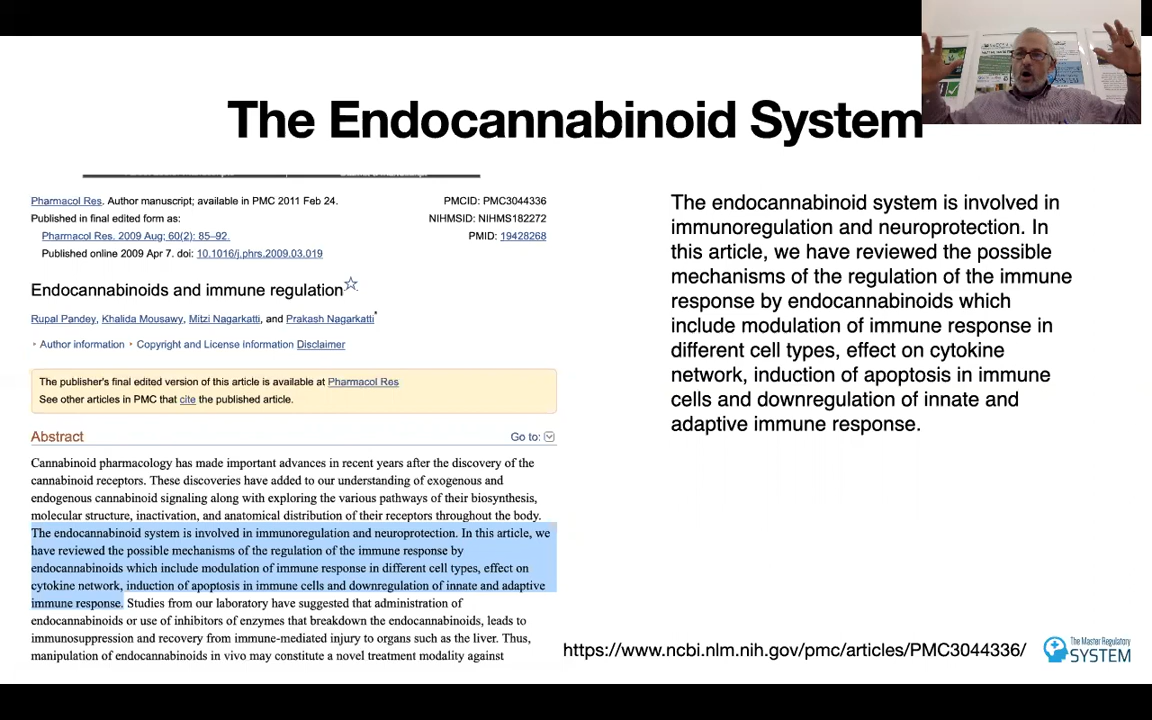 The Endocannabinoid System
Pharmacol Res. Author manuscript; available in PMC 2011 Feb 24.
Published in final edited form as:
Pharmacol Res. 2009 Aug; 60(2): 85–92.
Published online 2009 Apr 7. doi: 10.1016/j.phrs.2009.03.019
PMCID: PMC3044336
NIHMSID: NIHMS182272
PMID: 19428268
Endocannabinoids and immune regulation
Rupal Pandey, Khalida Mousawy, Mitzi Nagarkatti, and Prakash Nagarkatti*
• Author information • Copyright and License information Disclaimer
The publisher's final edited version of this article is available at Pharmacol Res
See other articles in PMC that cite the published article.
Abstract
Go to:
Cannabinoid pharmacology has made important advances in recent years after the discovery of the
cannabinoid receptors. These discoveries have added to our understanding of exogenous and
endogenous cannabinoid signaling along with exploring the various pathways of their biosynthesis,
molecular structure, inactivation, and anatomical distribution of their receptors throughout the body.
The endocannabinoid system is involved in immunoregulation and neuroprotection. In this article, we
have reviewed the possible mechanisms of the regulation of the immune response by
endocannabinoids which include modulation of immune response in different cell types, effect on
cytokine network, induction of apoptosis in immune cells and downregulation of innate and adaptive
immune response. Studies from our laboratory have suggested that administration of
endocannabinoids or use of inhibitors of enzymes that breakdown the endocannabinoids, leads to
immunosuppression and recovery from immune-mediated injury to organs such as the liver. Thus,
manipulation of endocannabinoids in vivo may constitute a novel treatment modality against
The endocannabinoid system is involved in
immunoregulation and neuroprotection. In
this article, we have reviewed the possible
mechanisms of the regulation of the immune
response by endocannabinoids which
include modulation of immune response in
different cell types, effect on cytokine
network, induction of apoptosis in immune
cells and downregulation of innate and
adaptive immune response.
https://www.ncbi.nlm.nih.gov/pmc/articles/PMC3044336/
The Master Regulatory
SYSTEM